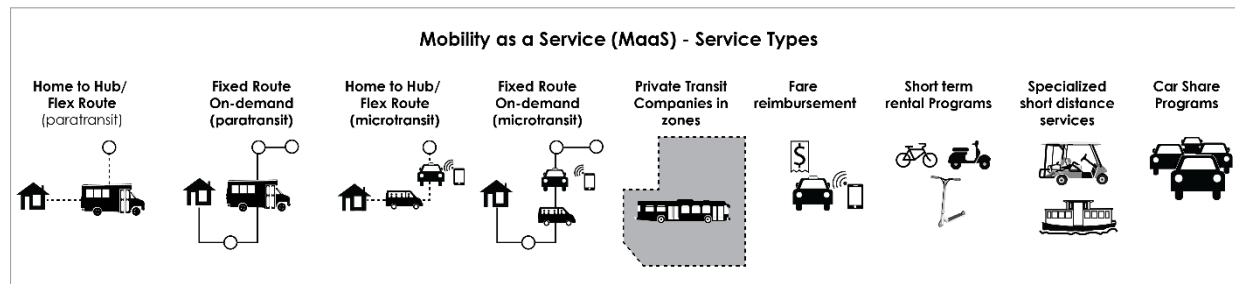 Mobility as a Service (MaaS) - Service Types
Home to Hub/
Flex Route
(paratransit)
Fixed Route
On-demand
(paratransit)
Home to Hub/
Flex Route
(microtransit)
Fixed Route
On-demand
(microtransit)
Private Transit
Companies in
zones
Fare
reimbursement
Short term
rental Programs
Specialized
short distance
services
Car Share
Programs
$